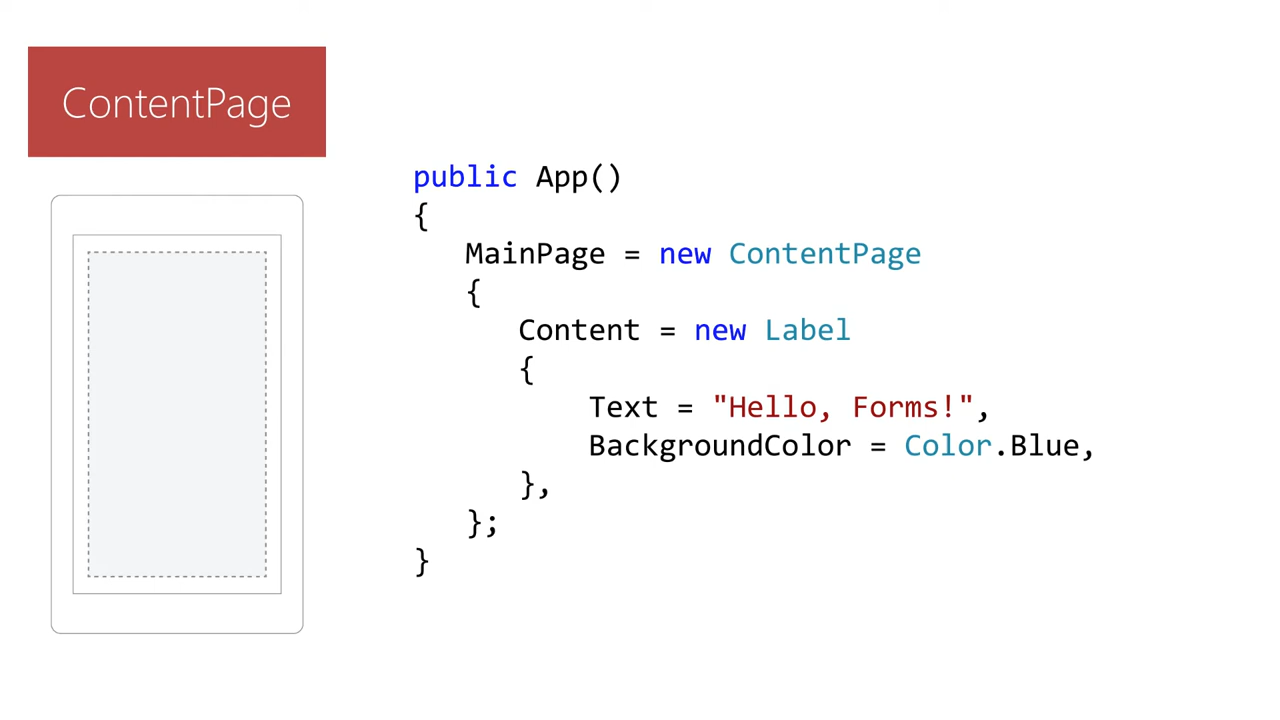 ContentPage
public App()
{
MainPage = new ContentPage
{
Content = new Label
{
Text = "Hello, Forms!",
BackgroundColor = Color.Blue,
},
};
}